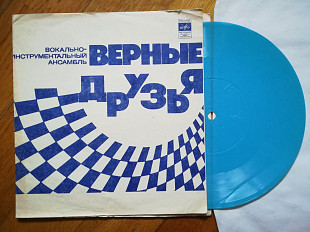 ВОКАЛЬНО-
ИНСТРУМЕНТАЛЬНЫЙ
АНСАМБЛЬ
ВЕРНЫЕ
ДРУЗЬЯ